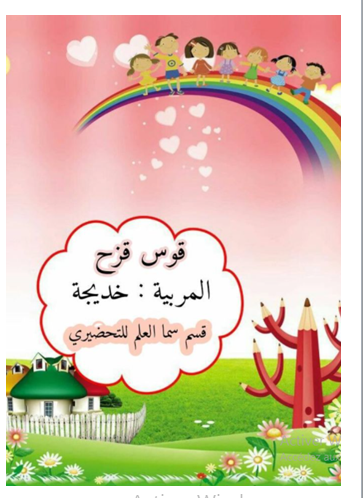 قوس قزح
المربية : خديجة
قسم سما العلم للتحضيري